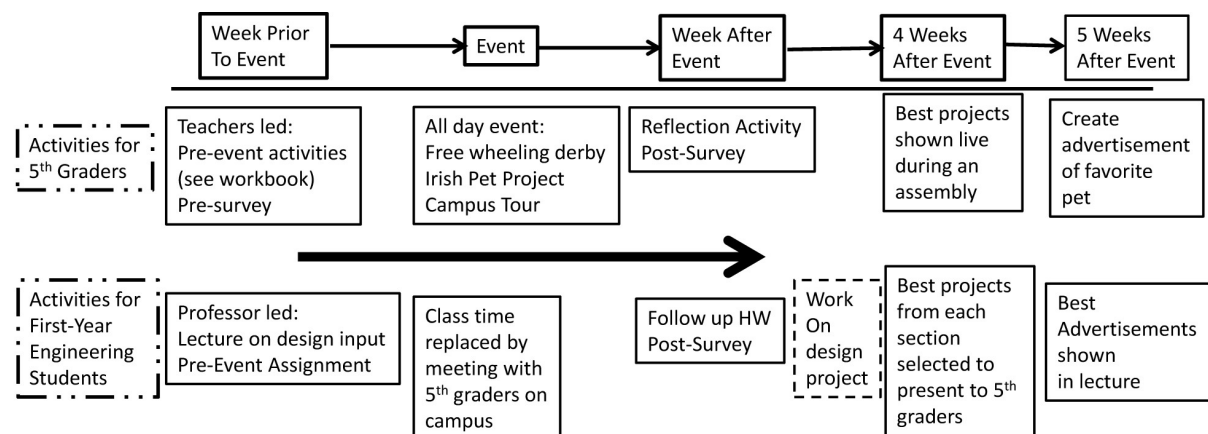 Week Prior
To Event
Event
Week After
Event
4 Weeks
After Event
5 Weeks
After Event
Activities for
5th Graders
Teachers led:
Pre-event activities
(see workbook)
Pre-survey
All day event:
Free wheeling derby
Irish Pet Project
Campus Tour
Reflection Activity
Post-Survey
Best projects
shown live
during an
assembly
Create
advertisement
of favorite
pet
Activities for
First-Year
Engineering
Students
Professor led:
Lecture on design input
Pre-Event Assignment
Class time
replaced by
meeting with
5th graders on
campus
Follow up HW
Post-Survey
Work
On
design
project
Best projects
from each
section
selected to
present to 5th
graders
Best
Advertisements
shown
in lecture